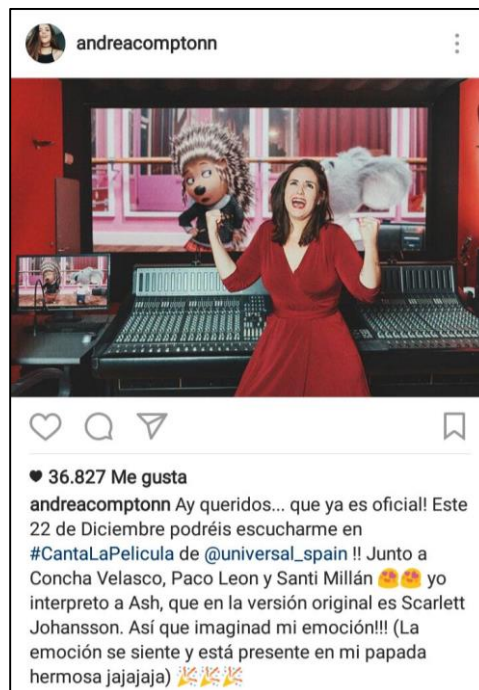 andreacomptonn
36.827 Me gusta
andreacomptonn Ay queridos... que ya es oficial! Este
22 de Diciembre podréis escucharme en
#CantaLaPelicula de @universal_spain !! Junto a
Concha Velasco, Paco Leon y Santi Millán 😍😍 yo
interpreto a Ash, que en la versión original es Scarlett
Johansson. Así que imaginad mi emoción!!! (La
emoción se siente y está presente en mi papada
hermosa jajajaja) 🎉🎉🎉